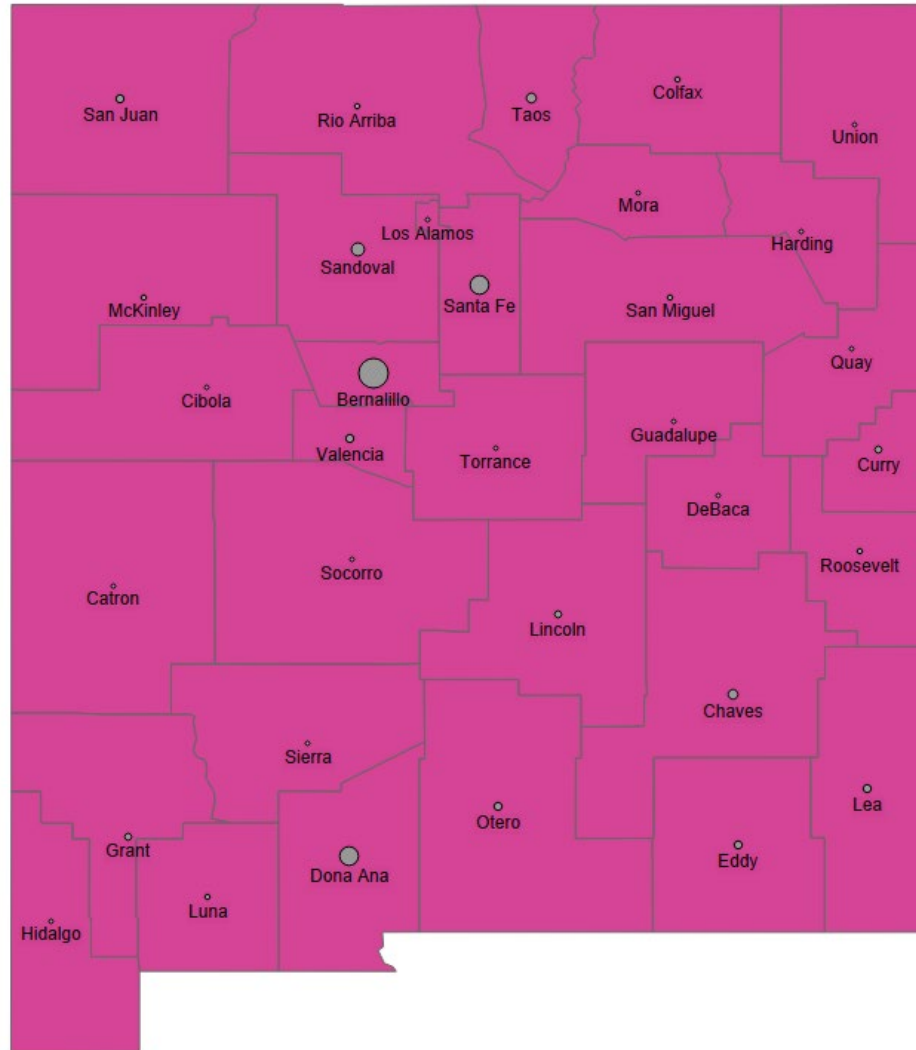 San Juan
Rio Arriba
Taos
Colfax
Union
Mora
Los Alamos
Harding
Sandoval
Santa Fe
San Miguel
McKinley
Quay
Bernalillo
Cibola
Guadalupe
Valencia
Torrance
Curry
DeBaca
Roosevelt
Socorro
Catron
Lincoln
Chaves
Sierra
Lea
Otero
Grant
Eddy
Dona Ana
Luna
Hidalgo